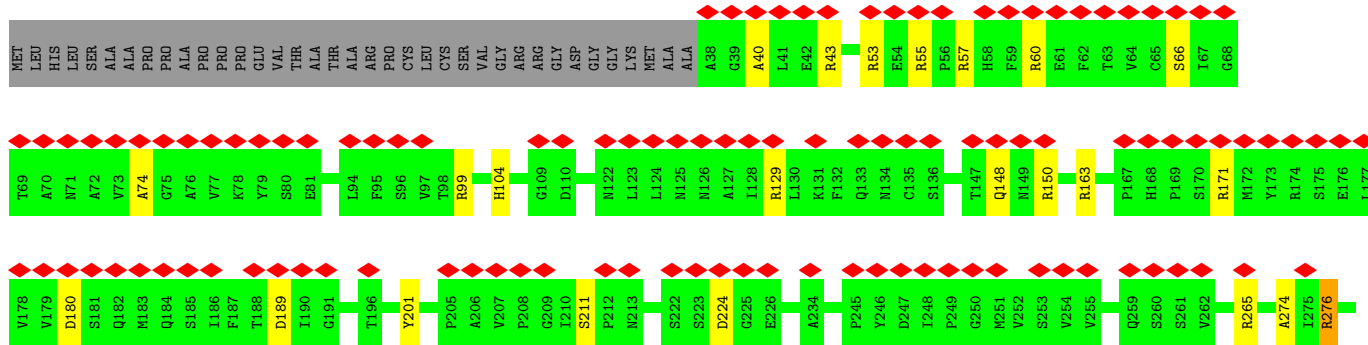 MET LEU HIS LEU SER ALA ALA PRO PRO ALA PRO PRO PRO GLU VAL THR ALA THR ALA ARG PRO CYS LEU CYS SER VAL GLY ARG ARG GLY ASP GLY GLY LYS MET ALA ALA A38 G39 A40 L41 E42 R43 R53 E54 R55 P56 R57 H58 F59 R60 E61 F62 T63 V64 C65 S66 I67 G68
T69 A70 N71 A72 V73 A74 G75 A76 V77 K78 Y79 S80 E81 L94 F95 S96 V97 T98 R99 H104 G109 D110 N122 L123 L124 N125 N126 A127 I128 R129 L130 K131 F132 Q133 N134 C135 S136 T147 Q148 N149 R150 R163 P167 H168 P169 S170 R171 M172 Y173 R174 S175 E176 L177
V178 V179 D180 S181 Q182 M183 Q184 S185 I186 F187 T188 D189 I190 G191 T196 Y201 P205 A206 V207 P208 G209 I210 S211 P212 N213 S222 S223 D224 G225 E226 A234 P245 Y246 D247 I248 P249 G250 M251 V252 S253 V254 V255 Q259 S260 S261 V262 R265 A274 I275 R276